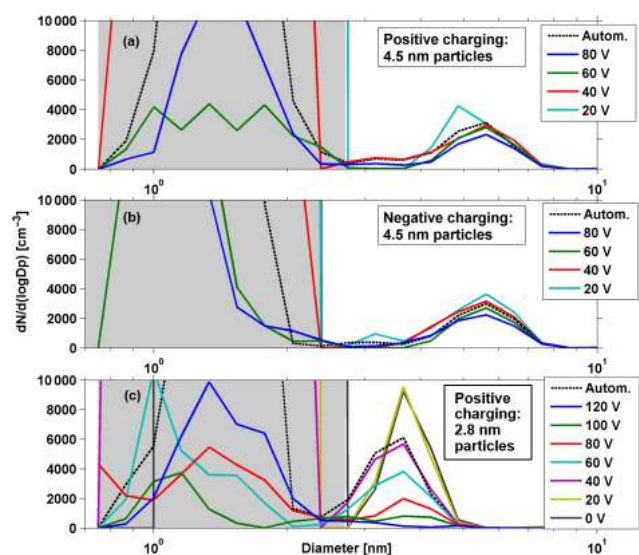 10 000
8000
6000
4000
2000
0
(a)
Positive charging:
4.5 nm particles
Autom.
80 V
60 V
40 V
20 V
10⁰
10¹
10 000
8000
6000
4000
2000
0
(b)
Negative charging:
4.5 nm particles
Autom.
80 V
60 V
40 V
20 V
10⁰
10¹
dN/d(logDp) [cm⁻³]
10 000
8000
6000
4000
2000
0
(c)
Positive
charging:
2.8 nm
particles
Autom.
120 V
100 V
80 V
60 V
40 V
20 V
0 V
10⁰
Diameter [nm]
10¹